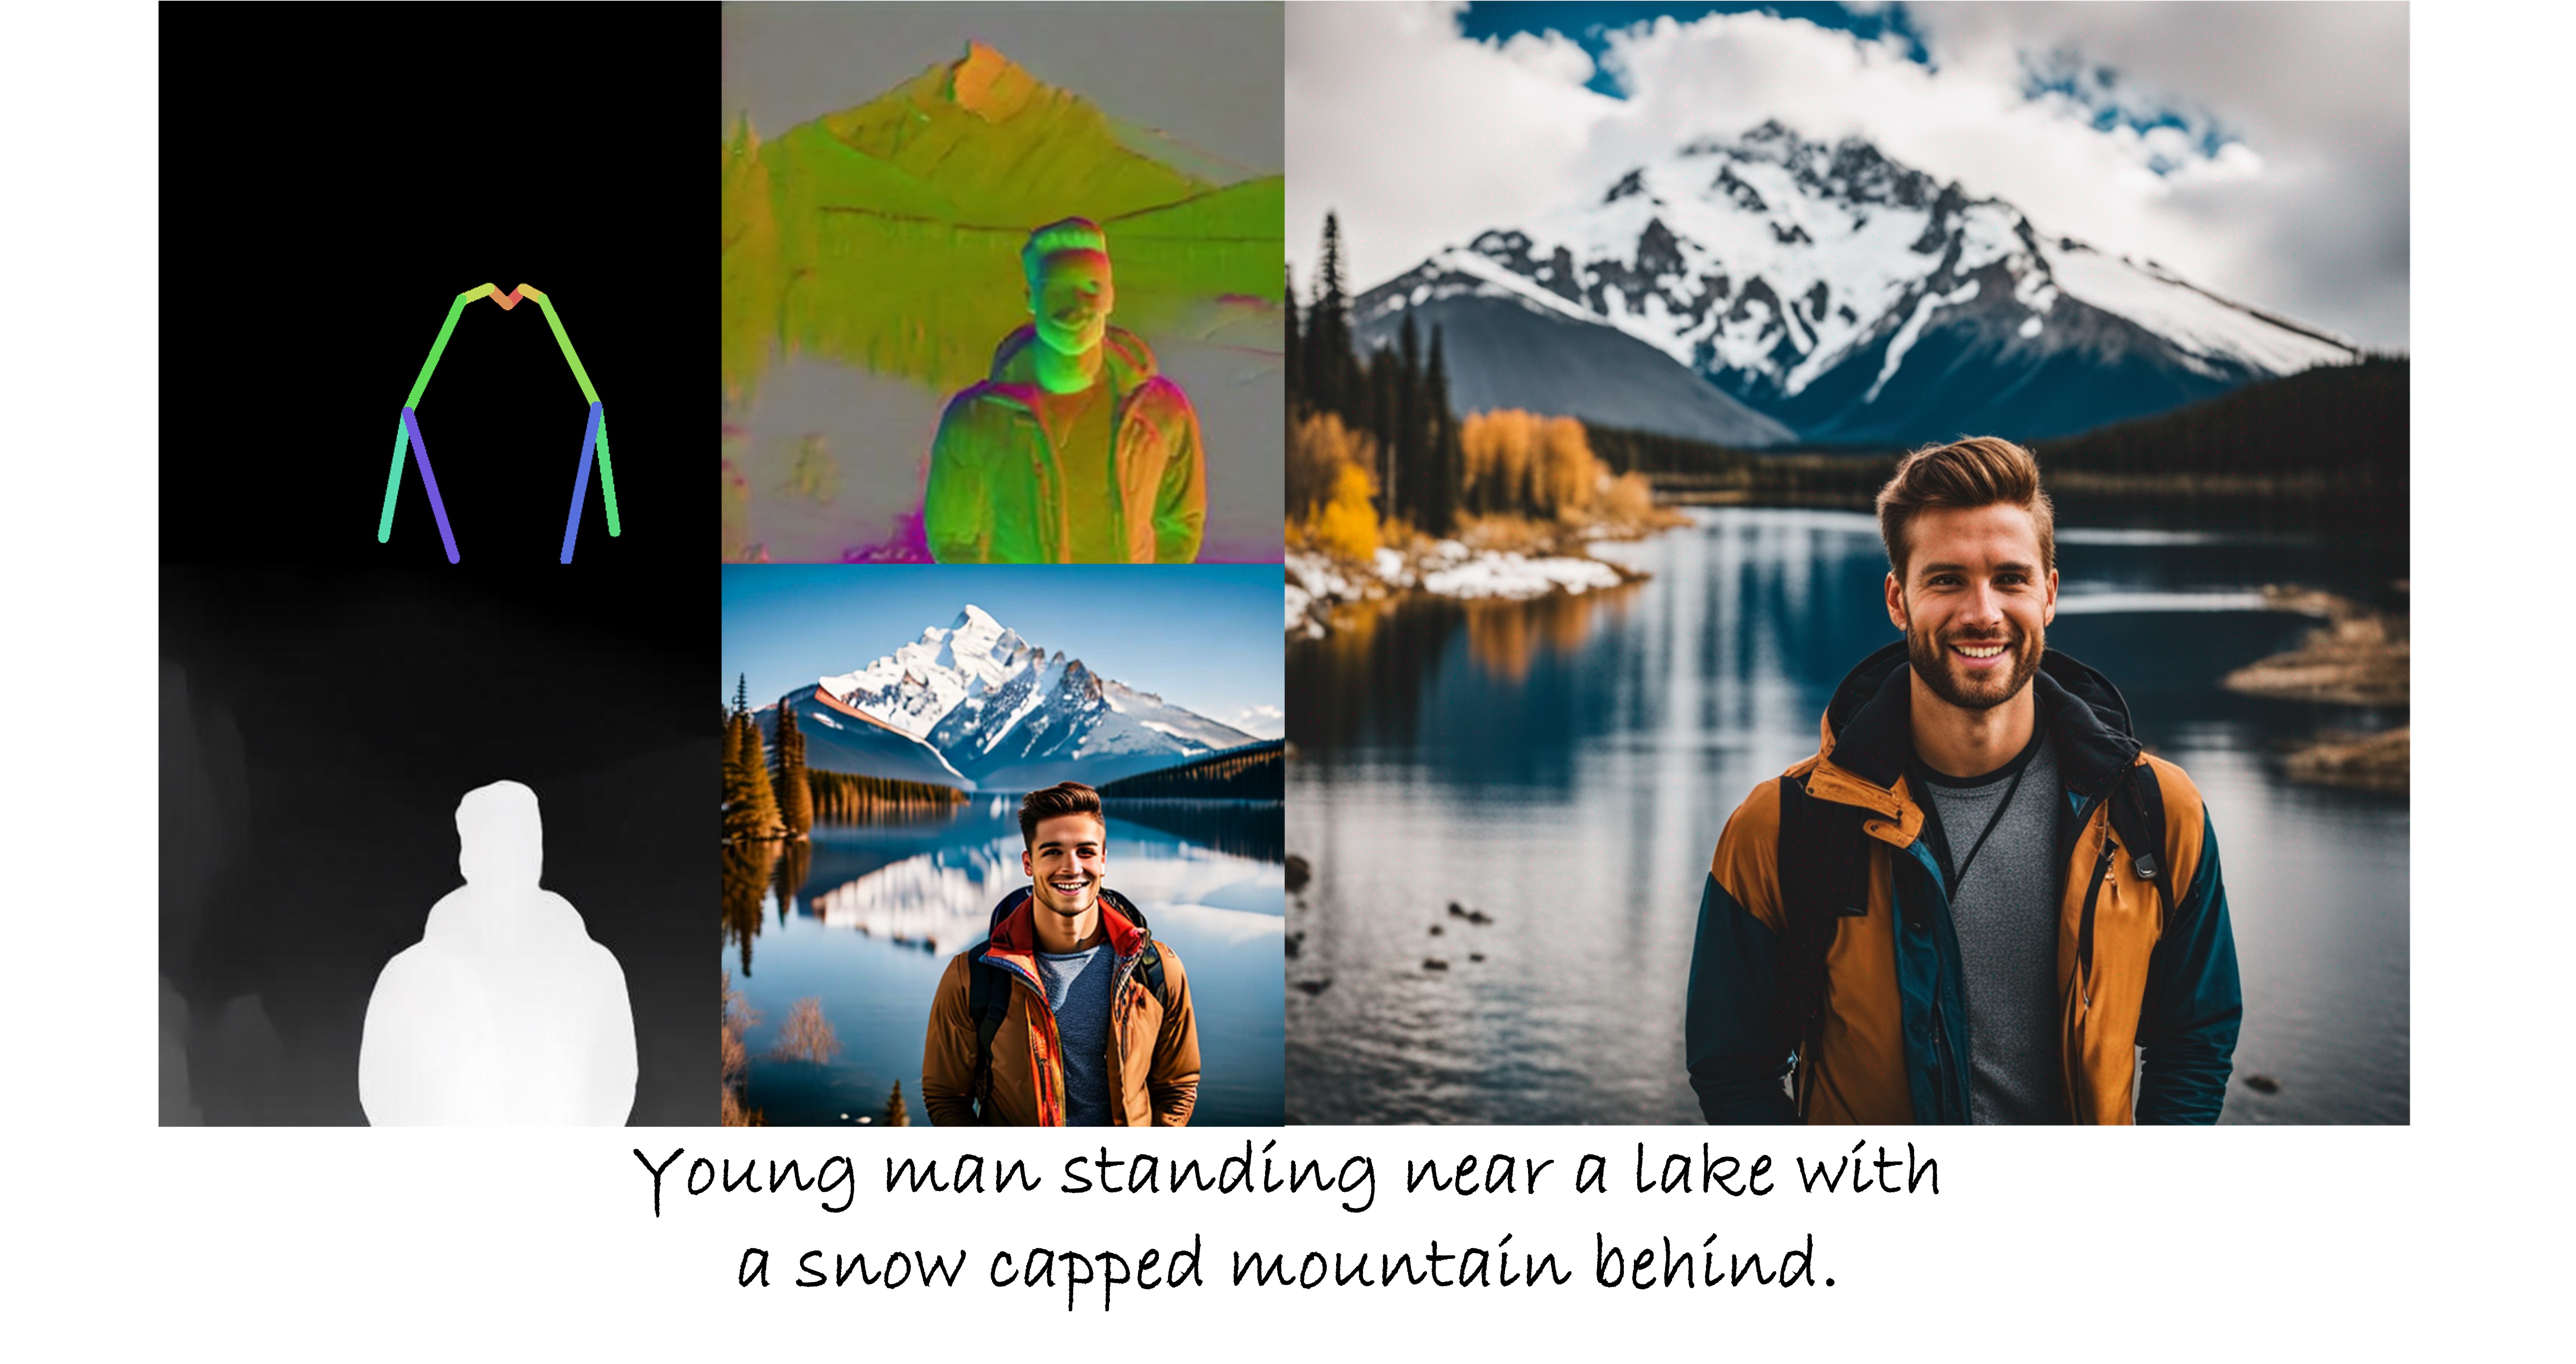 Young man standing near a lake with
a snow capped mountain behind.